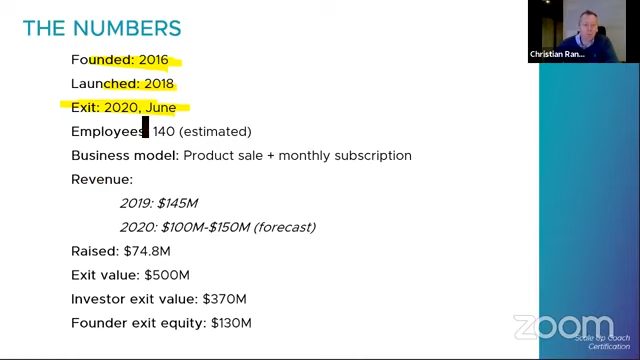 THE NUMBERS
Founded: 2016
Launched: 2018
Exit: 2020, June
Employees: 140 (estimated)
Business model: Product sale + monthly subscription
Revenue:
2019: $145M
2020: $100M-$150M (forecast)
Raised: $74.8M
Exit value: $500M
Investor exit value: $370M
Founder exit equity: $130M
Christian Ran...
zoom
Scale Up Coach
Certification